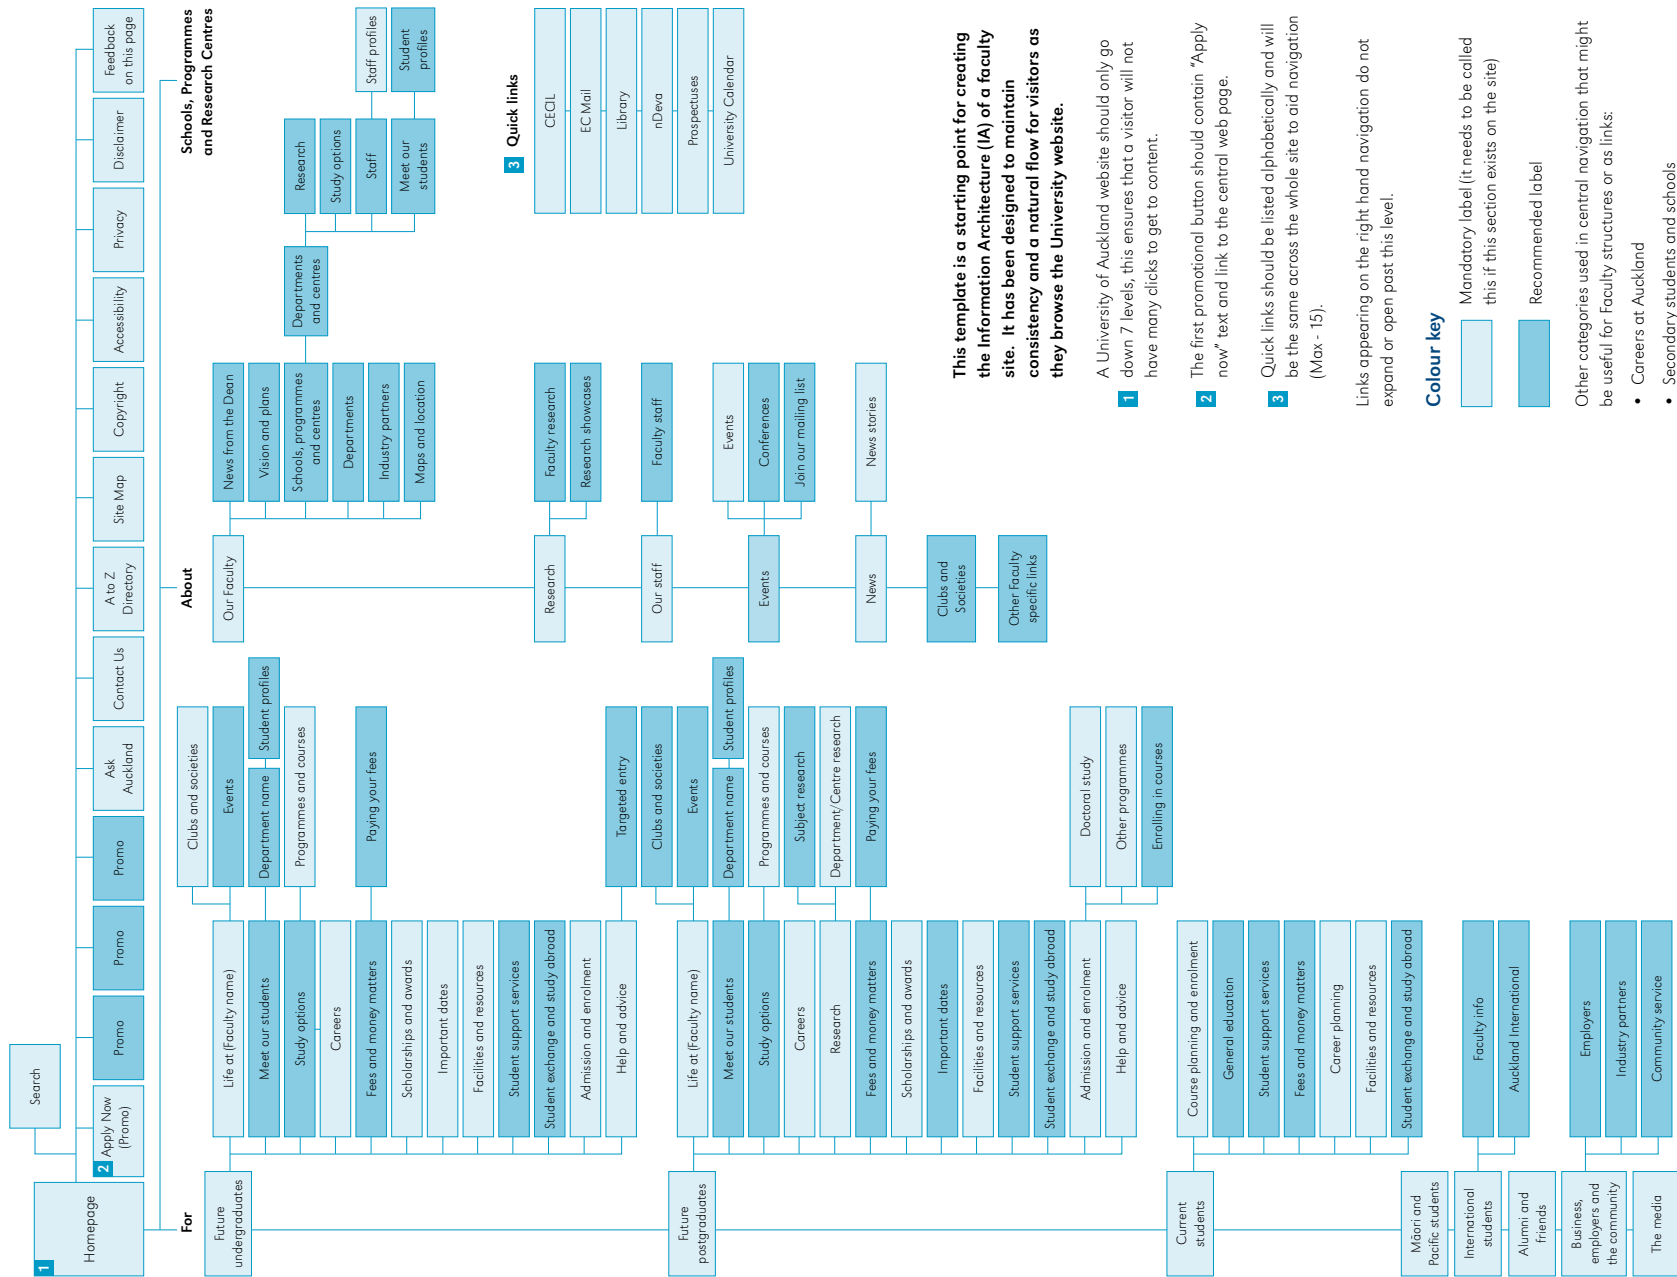 Search
1
Homepage
2
Apply Now
(Promo)
Promo
Promo
Promo
Ask
Auckland
Contact Us
A to Z
Directory
Site Map
Copyright
Accessibility
Privacy
Disclaimer
Feedback
on this page
For
Future
undergraduates
Life at (Faculty name)
Clubs and societies
Events
Meet our students
Department name
Student profiles
Study options
Programmes and courses
Careers
Fees and money matters
Paying your fees
Scholarships and awards
Important dates
Facilities and resources
Student support services
Student exchange and study abroad
Admission and enrolment
Help and advice
Targeted entry
Future
postgraduates
Life at (Faculty name)
Clubs and societies
Events
Meet our students
Department name
Student profiles
Study options
Programmes and courses
Careers
Research
Subject research
Department/Centre research
Fees and money matters
Paying your fees
Scholarships and awards
Important dates
Facilities and resources
Student support services
Student exchange and study abroad
Admission and enrolment
Doctoral study
Other programmes
Enrolling in courses
Help and advice
Current
students
Course planning and enrolment
General education
Student support services
Fees and money matters
Career planning
Facilities and resources
Student exchange and study abroad
Māori and
Pacific students
International
students
Faculty info
Auckland International
Alumni and
friends
Business,
employers and
the community
Employers
Industry partners
Community service
The media
About
Our Faculty
News from the Dean
Vision and plans
Schools, programmes
and centres
Departments
Industry partners
Maps and location
Departments
and centres
Research
Study options
Staff
Staff profiles
Meet our
students
Student
profiles
Research
Faculty research
Research showcases
Our staff
Faculty staff
Events
Events
Conferences
Join our mailing list
News
News stories
Clubs and
Societies
Other Faculty
specific links
Schools, Programmes
and Research Centres
3 Quick links
CECIL
EC Mail
Library
nDeva
Prospectuses
University Calendar
This template is a starting point for creating
the Information Architecture (IA) of a faculty
site. It has been designed to maintain
consistency and a natural flow for visitors as
they browse the University website.
1 A University of Auckland website should only go
down 7 levels, this ensures that a visitor will not
have many clicks to get to content.
2 The first promotional button should contain “Apply
now” text and link to the central web page.
3 Quick links should be listed alphabetically and will
be the same across the whole site to aid navigation
(Max - 15).
Links appearing on the right hand navigation do not
expand or open past this level.
Colour key
Mandatory label (it needs to be called
this if this section exists on the site)
Recommended label
Other categories used in central navigation that might
be useful for Faculty structures or as links:
• Careers at Auckland
• Secondary students and schools